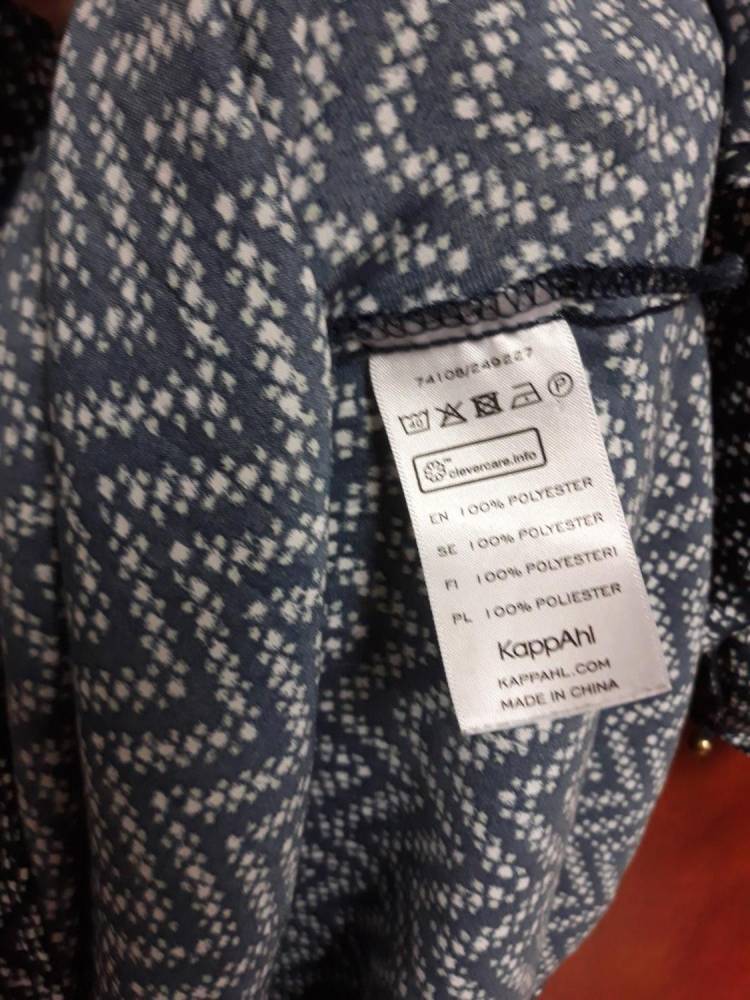 74108/249227
40 P
clevercare.info
EN 100% POLYESTER
SE 100% POLYESTER
FI 100% POLYESTERI
PL 100% POLIESTER
KappAhl
KAPPAHL.COM
MADE IN CHINA